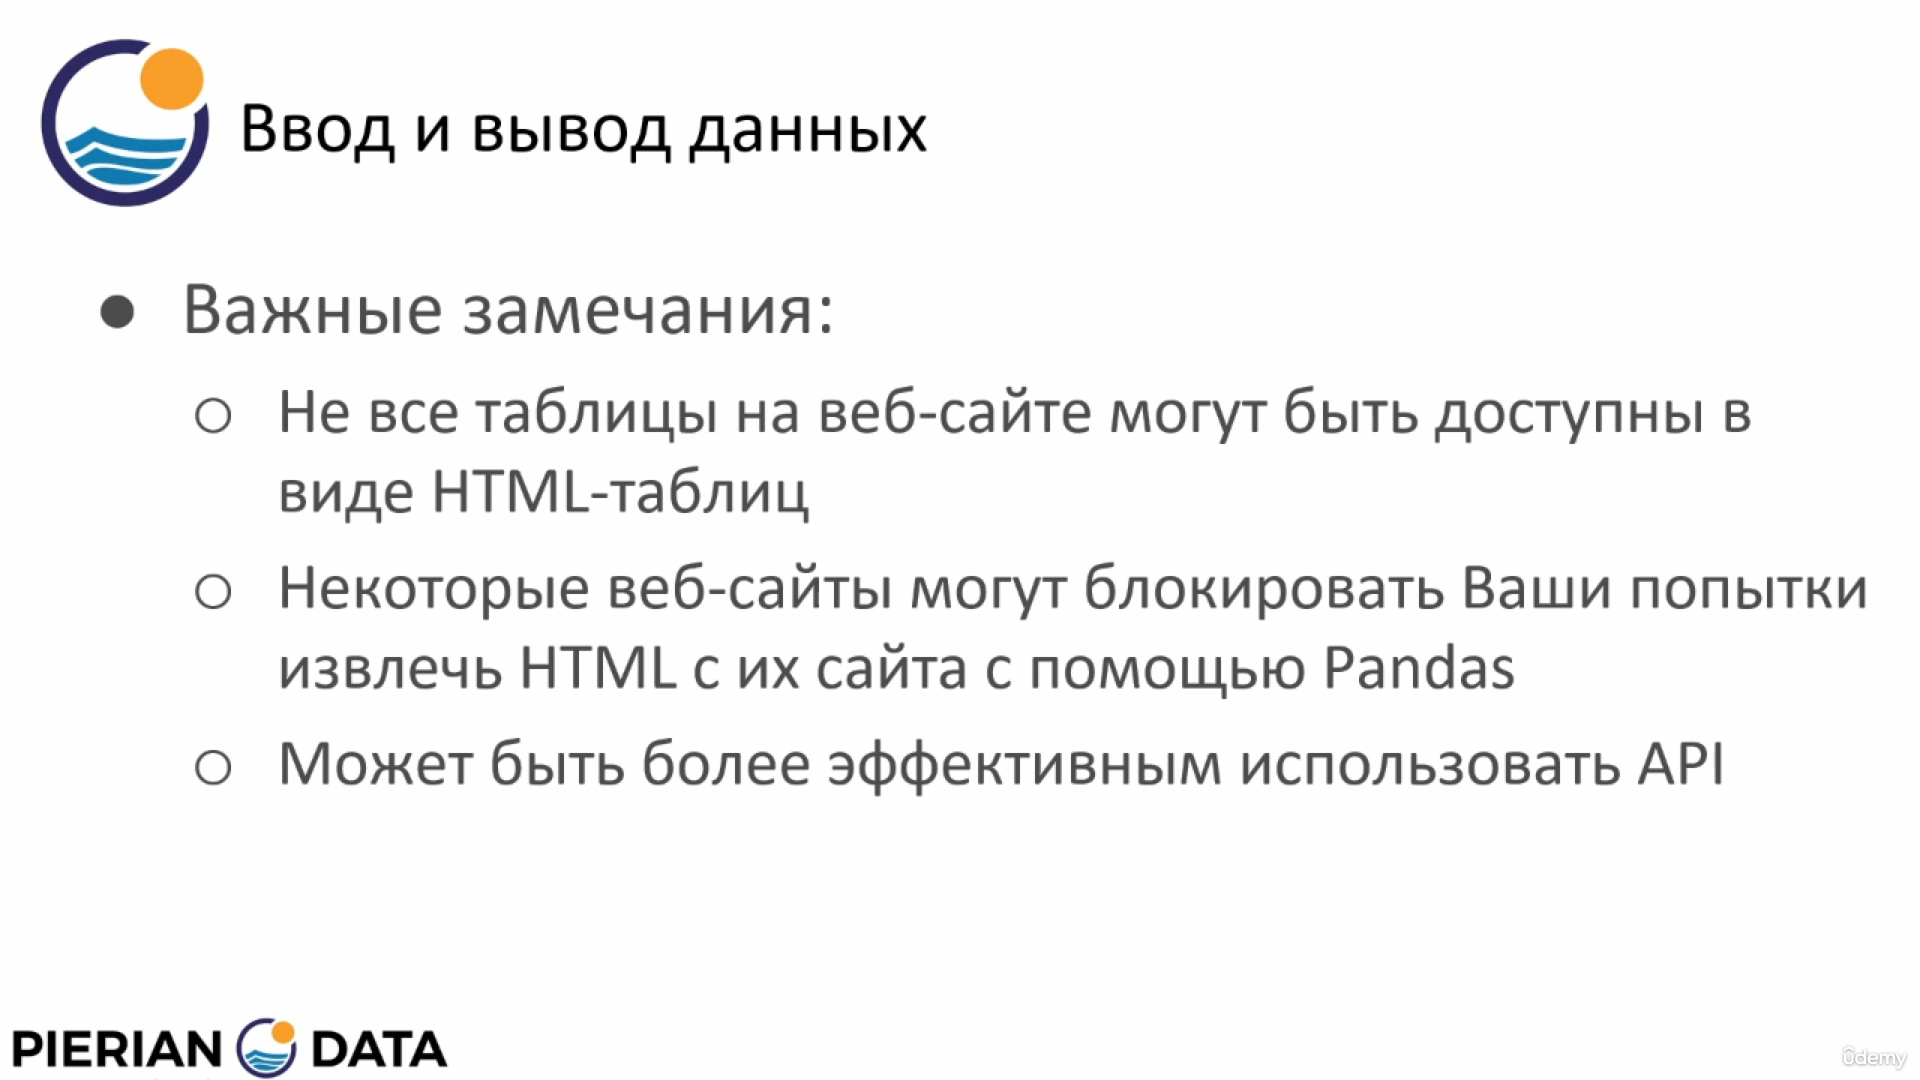 Ввод и вывод данных
● Важные замечания:
○ Не все таблицы на веб-сайте могут быть доступны в
виде HTML-таблиц
○ Некоторые веб-сайты могут блокировать Ваши попытки
извлечь HTML с их сайта с помощью Pandas
○ Может быть более эффективным использовать API
PIERIAN DATA
ûdemy